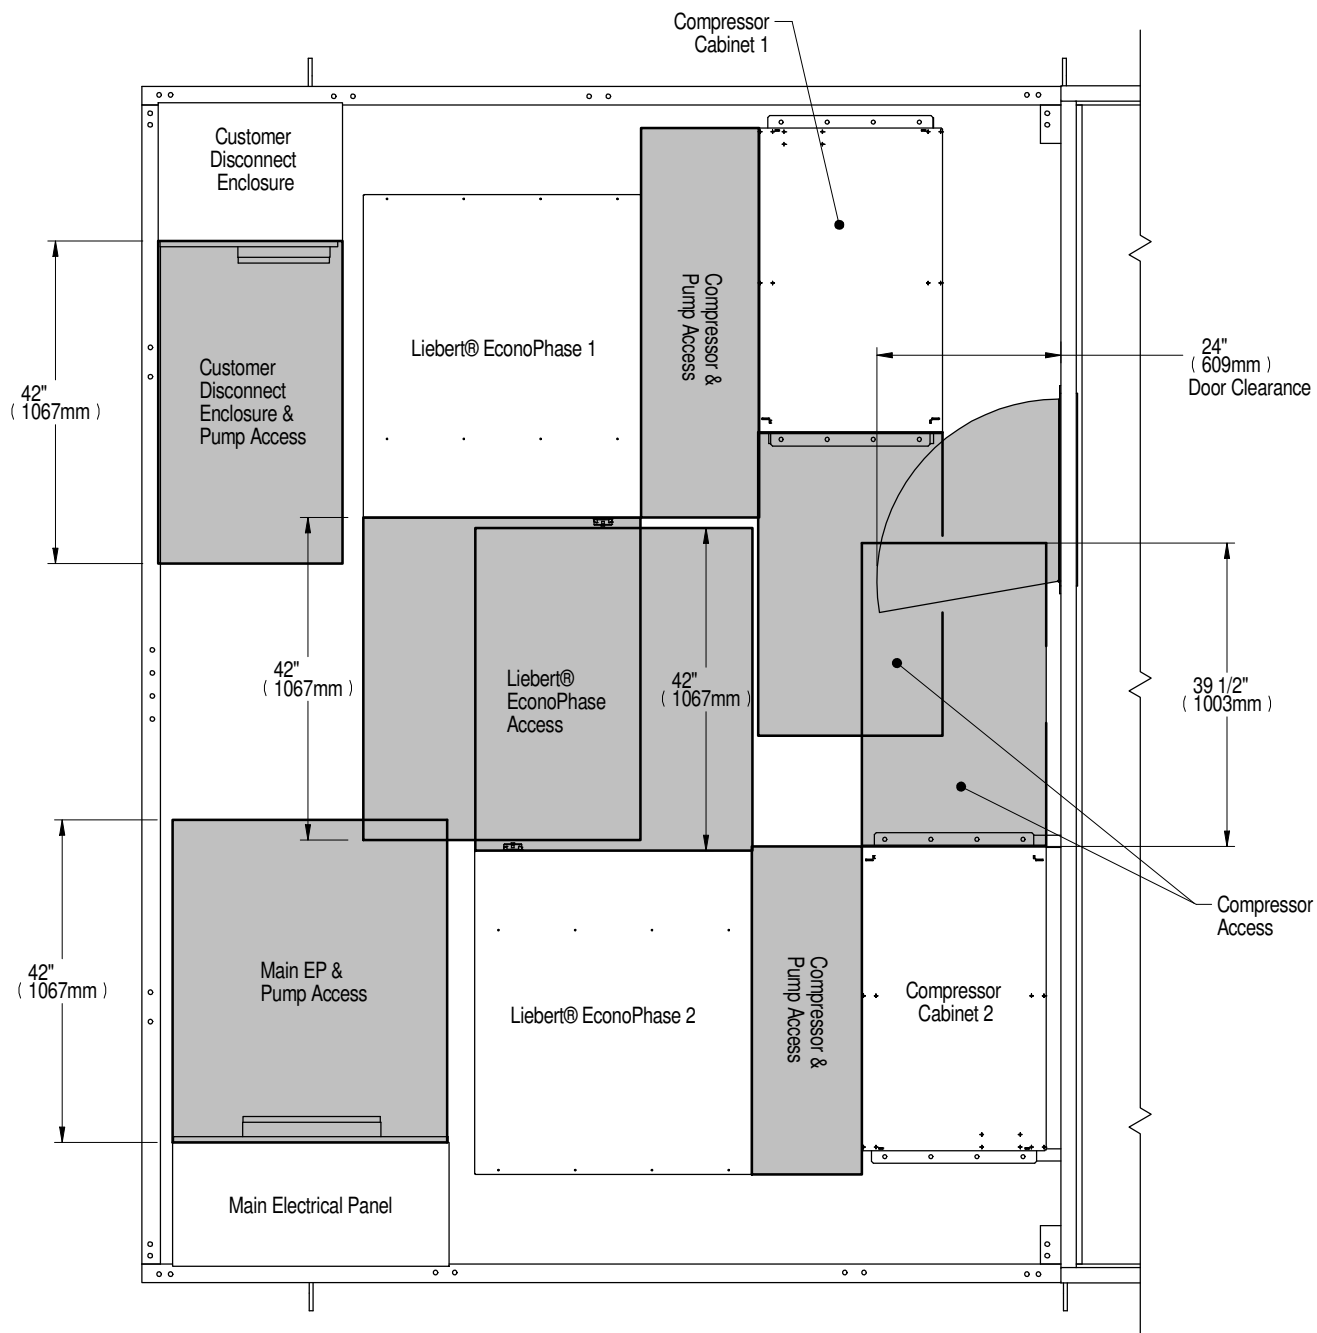 Compressor
Cabinet 1
Customer
Disconnect
Enclosure
Compressor &
Pump Access
Liebert® EconoPhase 1
24"
( 609mm )
Door Clearance
Customer
Disconnect
Enclosure &
Pump Access
42"
( 1067mm )
42"
( 1067mm )
Liebert®
EconoPhase
Access
42"
( 1067mm )
39 1/2"
( 1003mm )
Compressor
Access
42"
( 1067mm )
Main EP &
Pump Access
Liebert® EconoPhase 2
Compressor &
Pump Access
Compressor
Cabinet 2
Main Electrical Panel